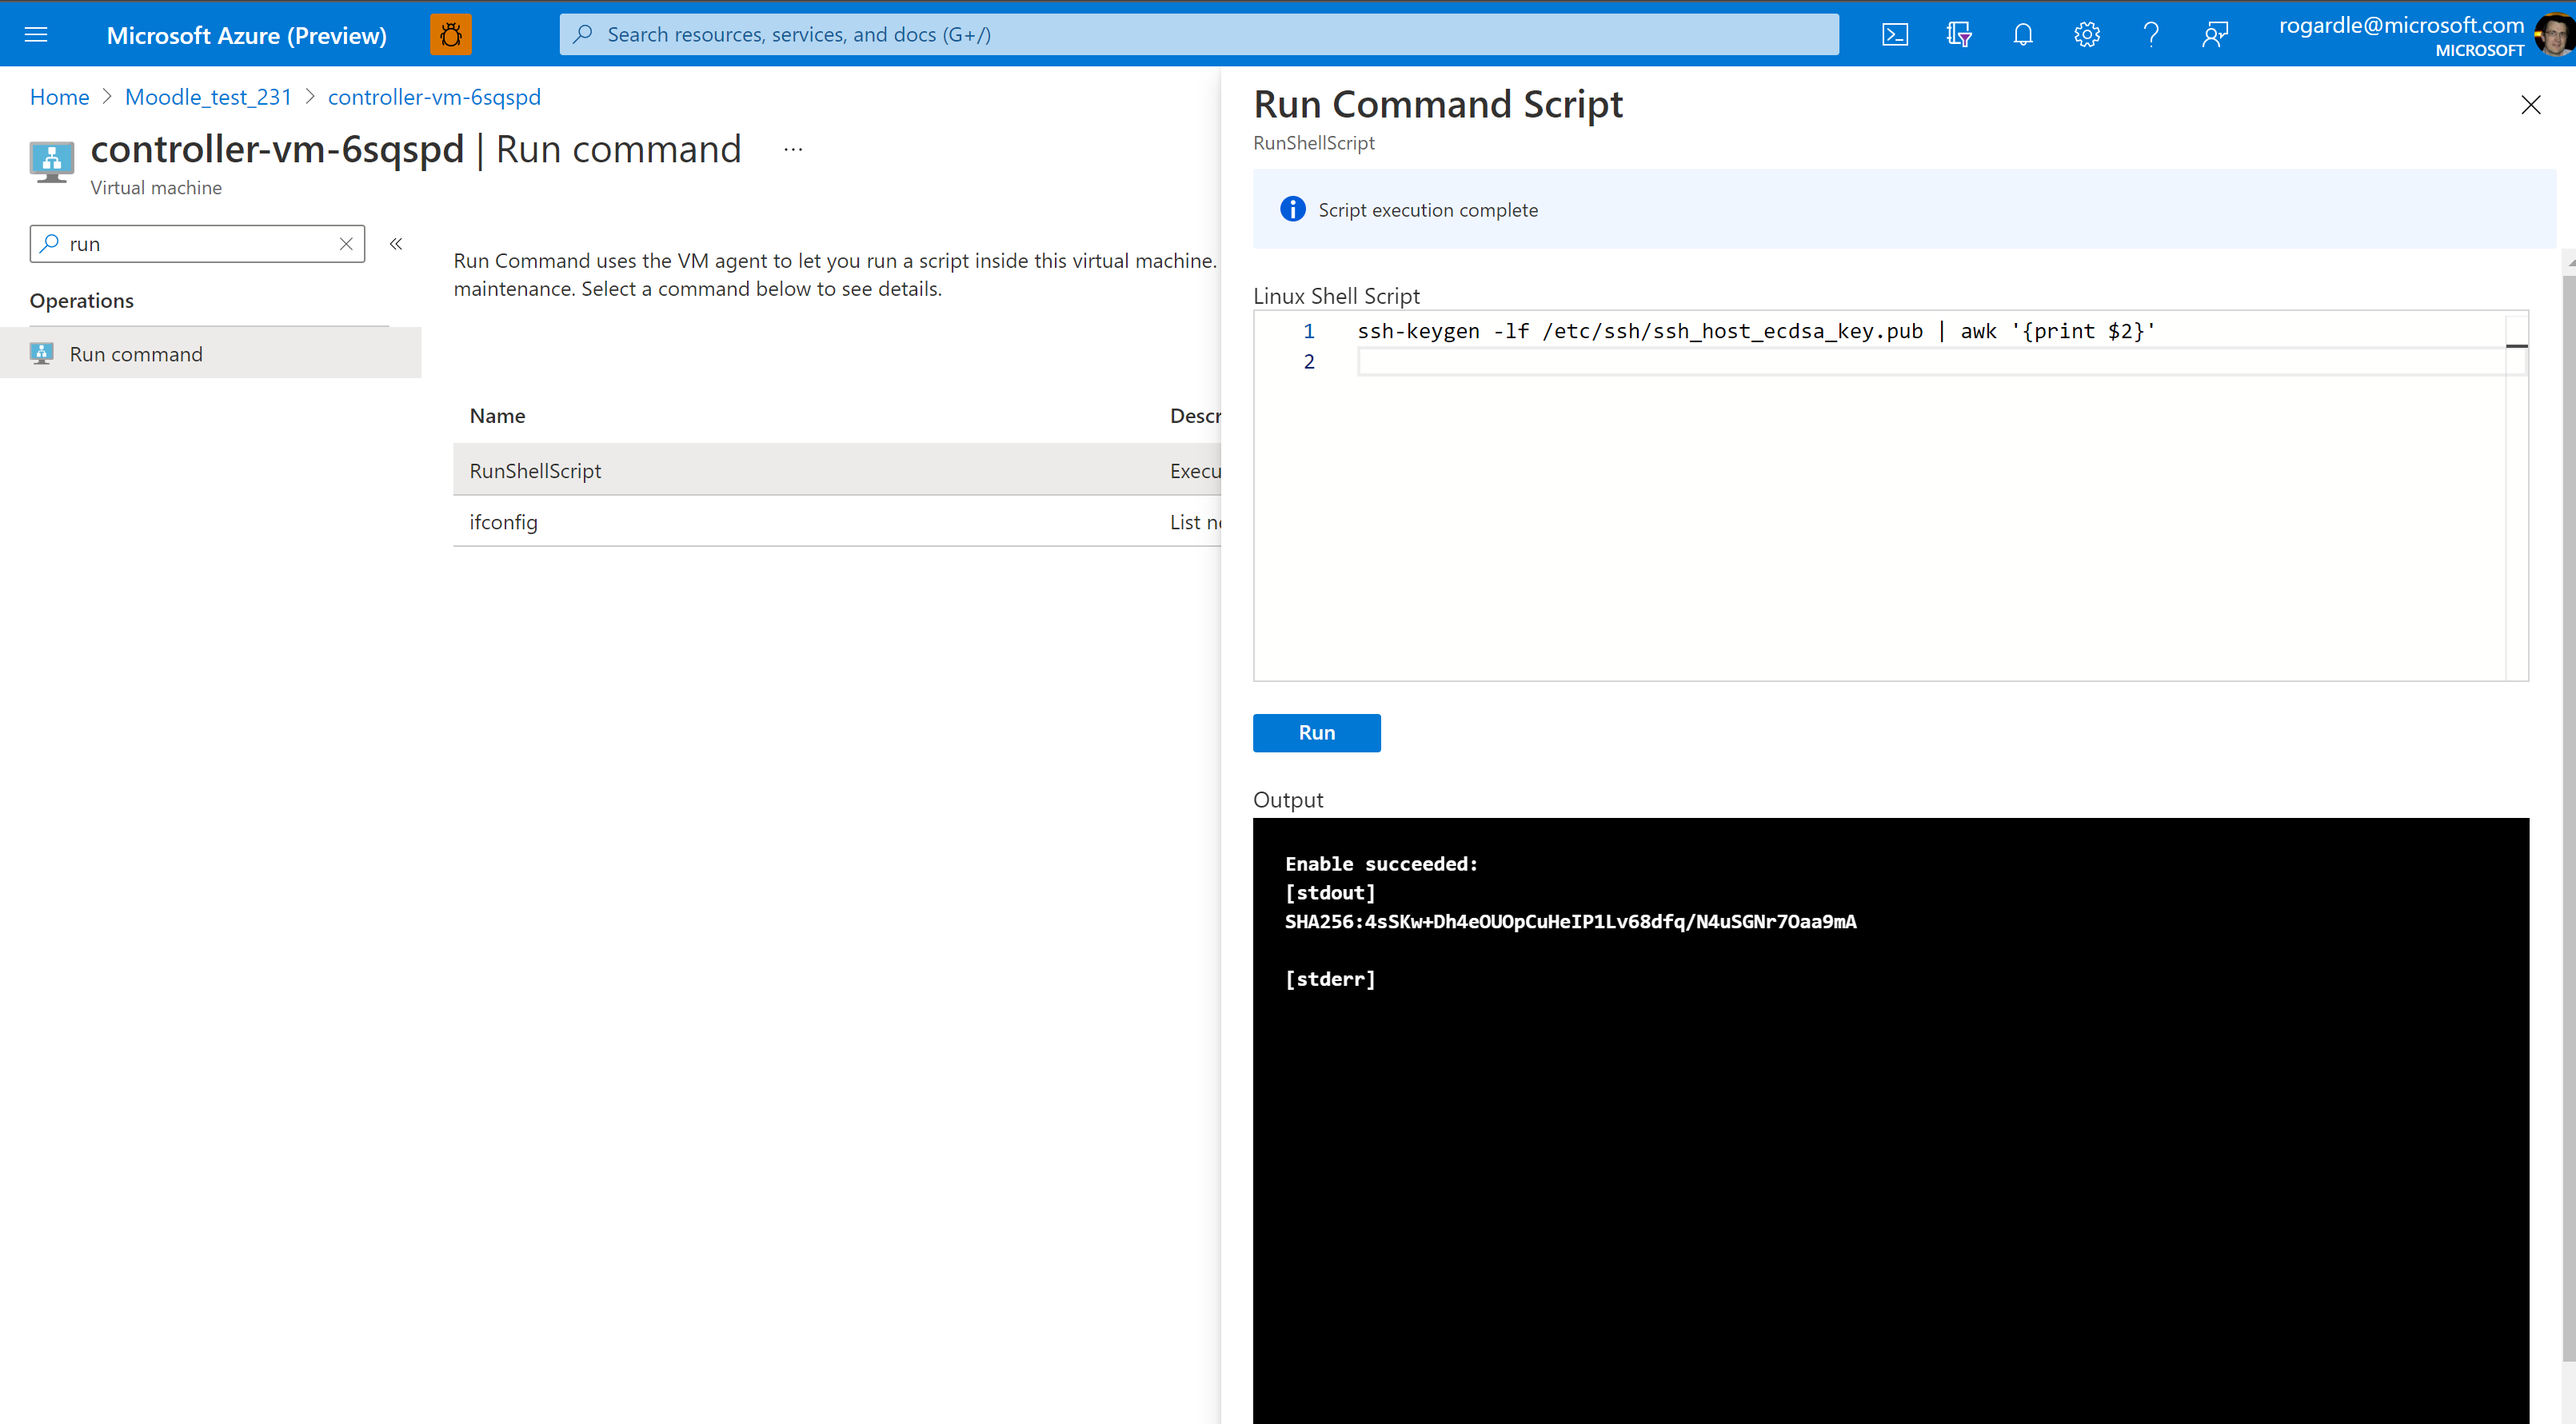 Microsoft Azure (Preview)
Search resources, services, and docs (G+/)
rogardle@microsoft.com
MICROSOFT
Home > Moodle_test_231 > controller-vm-6sqspd
controller-vm-6sqspd | Run command ...
Virtual machine
run
Operations
Run command
Run Command uses the VM agent to let you run a script inside this virtual machine.
maintenance. Select a command below to see details.
Name Descr
RunShellScript Execu
ifconfig List ne
Run Command Script
RunShellScript
Script execution complete
Linux Shell Script
1 ssh-keygen -lf /etc/ssh/ssh_host_ecdsa_key.pub | awk '{print $2}'
2
Run
Output
Enable succeeded:
[stdout]
SHA256:4sSKw+Dh4eOUOpCuHeIP1Lv68dfq/N4uSGNr7Oaa9mA
[stderr]